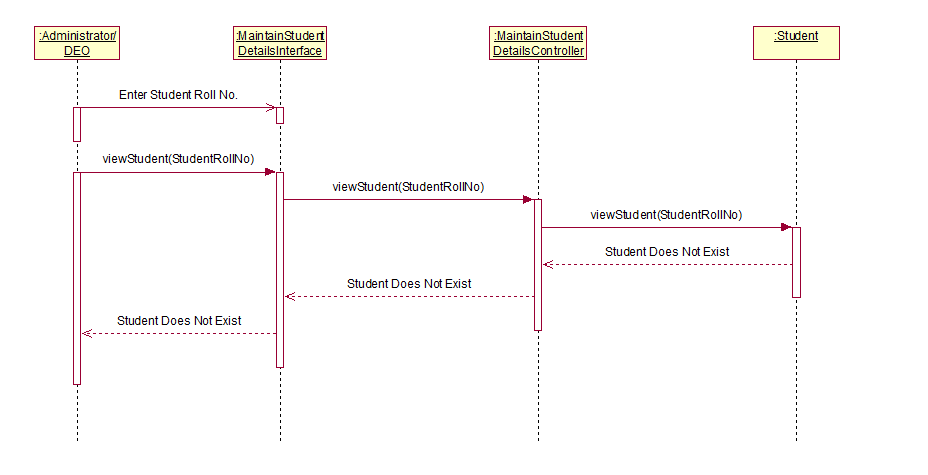 :Administrator/
DEO
:MaintainStudent
DetailsInterface
:MaintainStudent
DetailsController
:Student
Enter Student Roll No.
viewStudent(StudentRollNo)
viewStudent(StudentRollNo)
viewStudent(StudentRollNo)
Student Does Not Exist
Student Does Not Exist
Student Does Not Exist